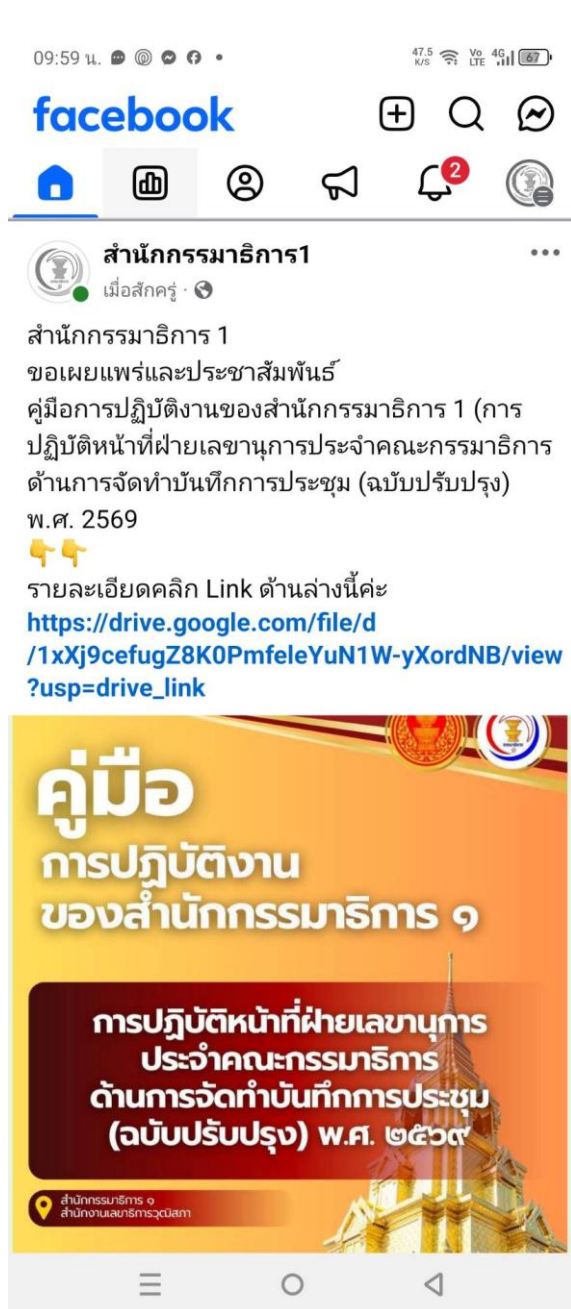 09:59 น.
47.5 K/S
Vo LTE
4G
67
facebook
2
สำนักกรรมาธิการ1
เมื่อสักครู่ ·
สำนักกรรมาธิการ 1
ขอเผยแพร่และประชาสัมพันธ์
คู่มือการปฏิบัติงานของสำนักกรรมาธิการ 1 (การ
ปฏิบัติหน้าที่ฝ่ายเลขานุการประจำคณะกรรมาธิการ
ด้านการจัดทำบันทึกการประชุม (ฉบับปรับปรุง)
พ.ศ. 2569
👇👇
รายละเอียดคลิก Link ด้านล่างนี้ค่ะ
https://drive.google.com/file/d
/1xXj9cefugZ8K0PmfeleYuN1W-yXordNB/view
?usp=drive_link
คู่มือ
การปฏิบัติงาน
ของสำนักกรรมาธิการ ๑
การปฏิบัติหน้าที่ฝ่ายเลขานุการ
ประจำคณะกรรมาธิการ
ด้านการจัดทำบันทึกการประชุม
(ฉบับปรับปรุง) พ.ศ. ๒๕๖๙
สำนักกรรมาธิการ ๑
สำนักงานเลขาธิการวุฒิสภา